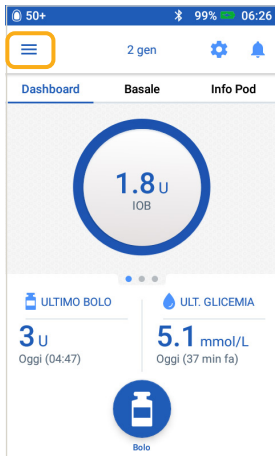 50+ 99% 06:26
2 gen
Dashboard Basale Info Pod
1.8 U
IOB
ULTIMO BOLO
3 U
Oggi (04:47)
ULT. GLICEMIA
5.1 mmol/L
Oggi (37 min fa)
Bolo